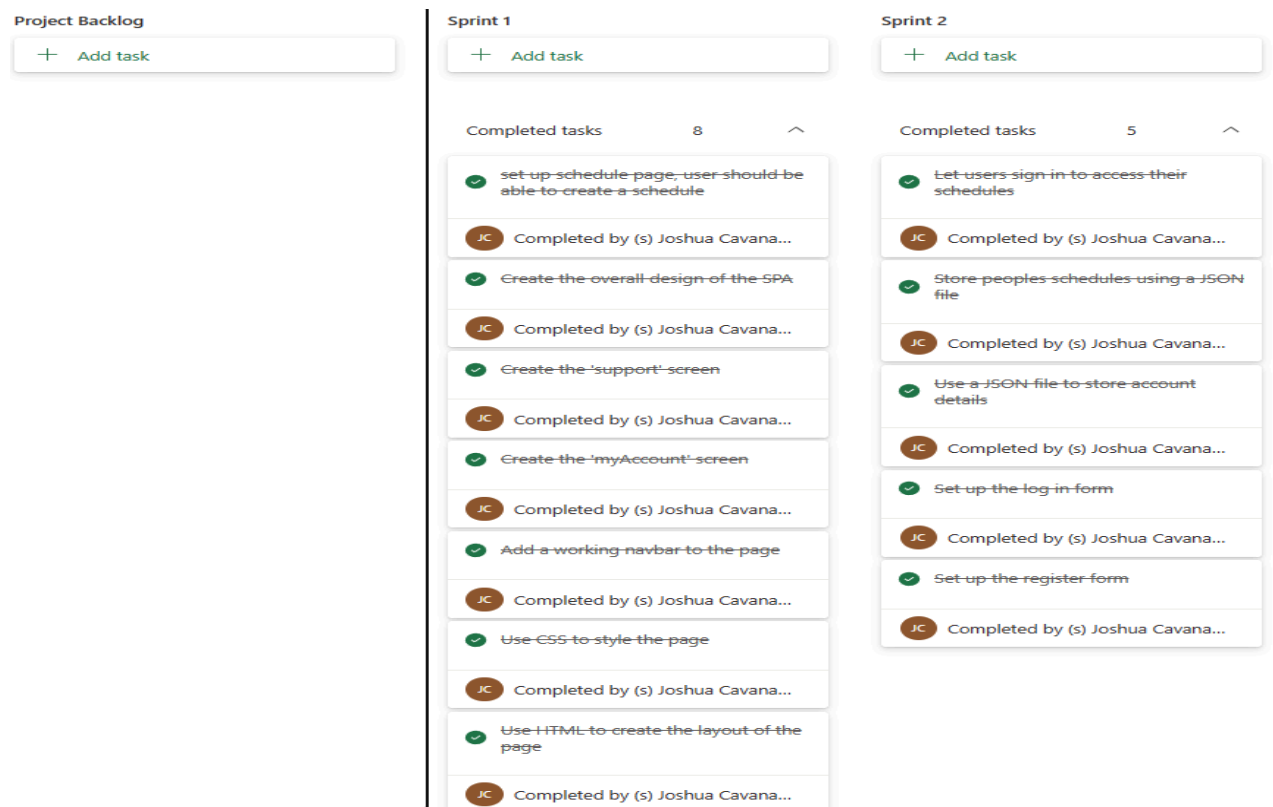 Project Backlog
Add task
Sprint 1
Add task
Completed tasks 8
set up schedule page, user should be
able to create a schedule
JC Completed by (s) Joshua Cavana...
Create the overall design of the SPA
JC Completed by (s) Joshua Cavana...
Create the 'support' screen
JC Completed by (s) Joshua Cavana...
Create the 'myAccount' screen
JC Completed by (s) Joshua Cavana...
Add a working navbar to the page
JC Completed by (s) Joshua Cavana...
Use CSS to style the page
JC Completed by (s) Joshua Cavana...
Use HTML to create the layout of the
page
JC Completed by (s) Joshua Cavana...
Sprint 2
Add task
Completed tasks 5
Let users sign in to access their
schedules
JC Completed by (s) Joshua Cavana...
Store peoples schedules using a JSON
file
JC Completed by (s) Joshua Cavana...
Use a JSON file to store account
details
JC Completed by (s) Joshua Cavana...
Set up the log in form
JC Completed by (s) Joshua Cavana...
Set up the register form
JC Completed by (s) Joshua Cavana...